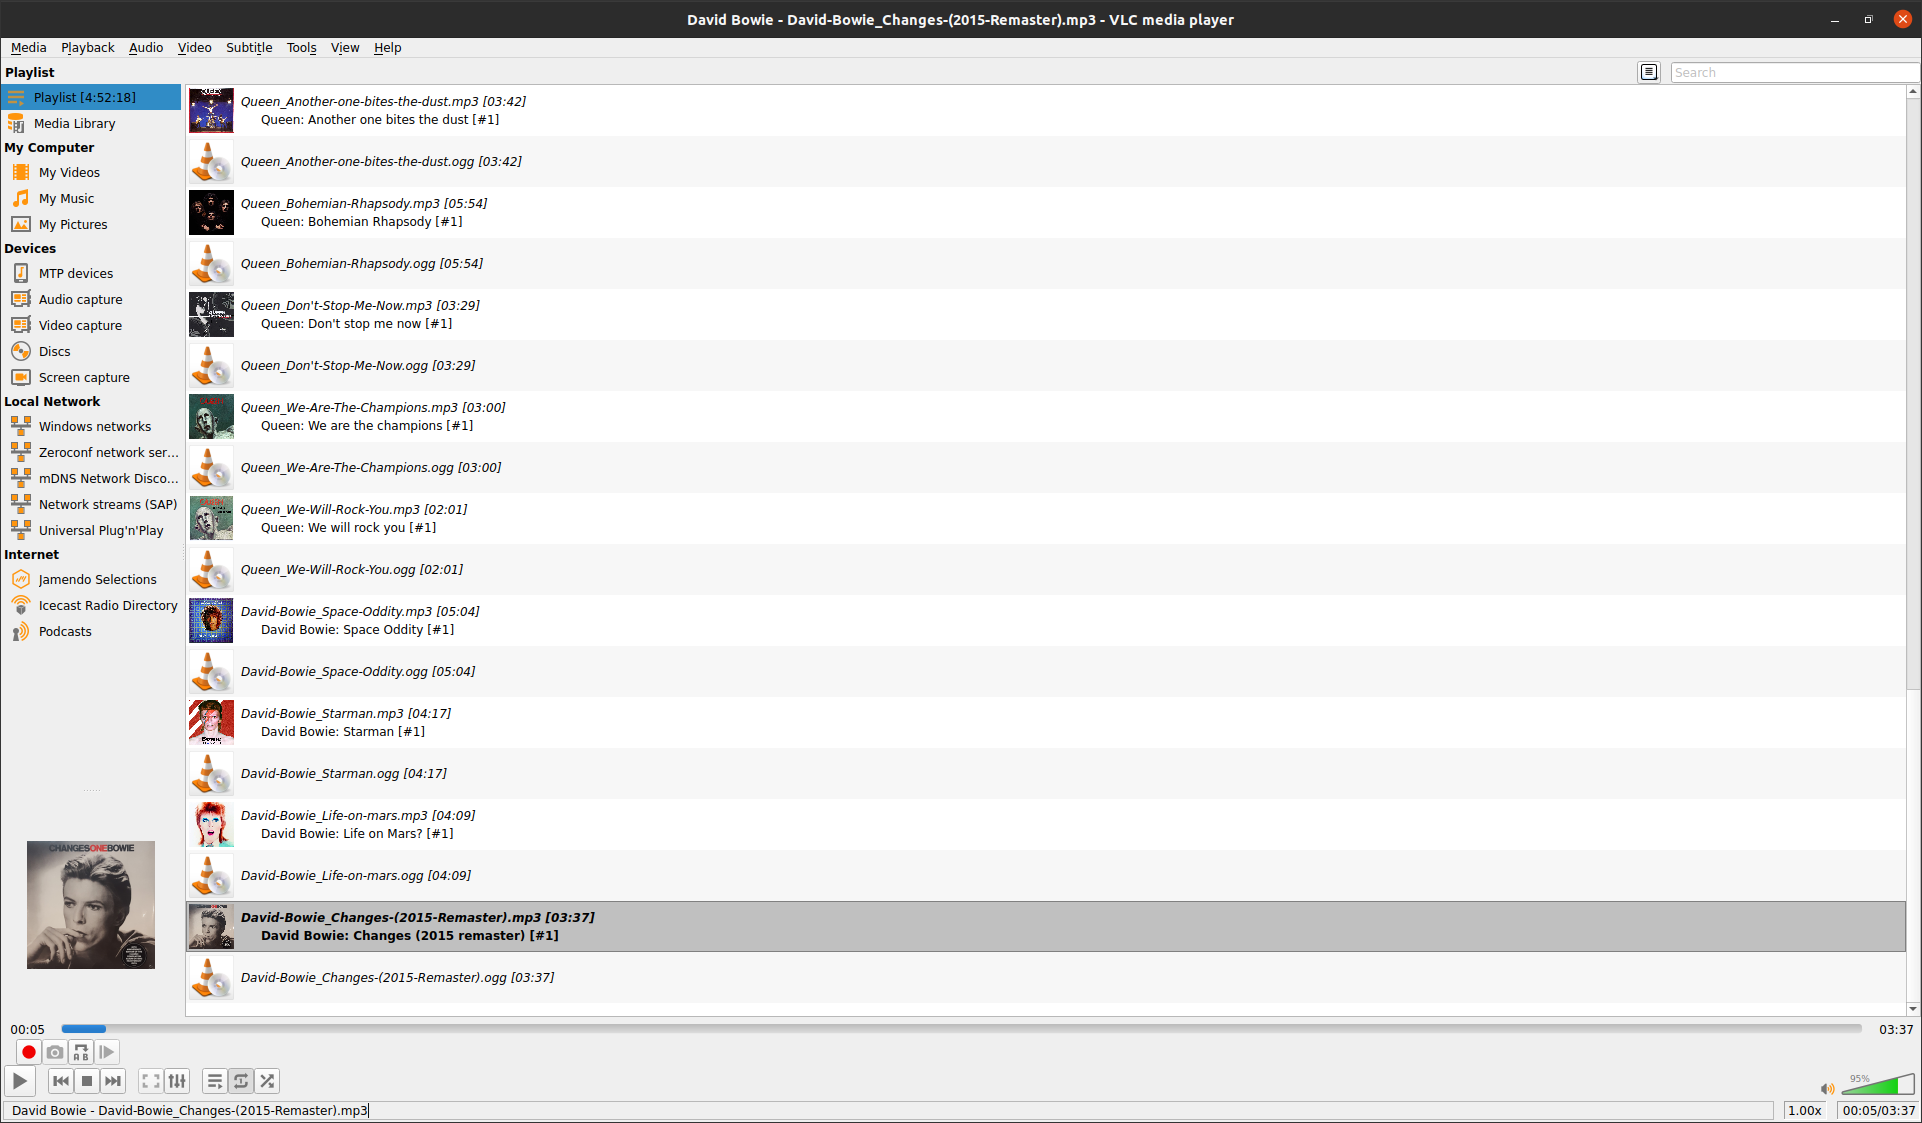 David Bowie - David-Bowie_Changes-(2015-Remaster).mp3 - VLC media player
Media Playback Audio Video Subtitle Tools View Help
Playlist
Search
Playlist [4:52:18]
Media Library
My Computer
My Videos
My Music
My Pictures
Devices
MTP devices
Audio capture
Video capture
Discs
Screen capture
Local Network
Windows networks
Zeroconf network ser...
mDNS Network Disco...
Network streams (SAP)
Universal Plug'n'Play
Internet
Jamendo Selections
Icecast Radio Directory
Podcasts
CHANGESONEBOWIE
Queen_Another-one-bites-the-dust.mp3 [03:42]
Queen: Another one bites the dust [#1]
Queen_Another-one-bites-the-dust.ogg [03:42]
Queen_Bohemian-Rhapsody.mp3 [05:54]
Queen: Bohemian Rhapsody [#1]
Queen_Bohemian-Rhapsody.ogg [05:54]
Queen_Don't-Stop-Me-Now.mp3 [03:29]
Queen: Don't stop me now [#1]
Queen_Don't-Stop-Me-Now.ogg [03:29]
Queen_We-Are-The-Champions.mp3 [03:00]
Queen: We are the champions [#1]
Queen_We-Are-The-Champions.ogg [03:00]
Queen_We-Will-Rock-You.mp3 [02:01]
Queen: We will rock you [#1]
Queen_We-Will-Rock-You.ogg [02:01]
David-Bowie_Space-Oddity.mp3 [05:04]
David Bowie: Space Oddity [#1]
David-Bowie_Space-Oddity.ogg [05:04]
David-Bowie_Starman.mp3 [04:17]
David Bowie: Starman [#1]
David-Bowie_Starman.ogg [04:17]
David-Bowie_Life-on-mars.mp3 [04:09]
David Bowie: Life on Mars? [#1]
David-Bowie_Life-on-mars.ogg [04:09]
David-Bowie_Changes-(2015-Remaster).mp3 [03:37]
David Bowie: Changes (2015 remaster) [#1]
David-Bowie_Changes-(2015-Remaster).ogg [03:37]
00:05 03:37
A B
95%
David Bowie - David-Bowie_Changes-(2015-Remaster).mp3 1.00x 00:05/03:37